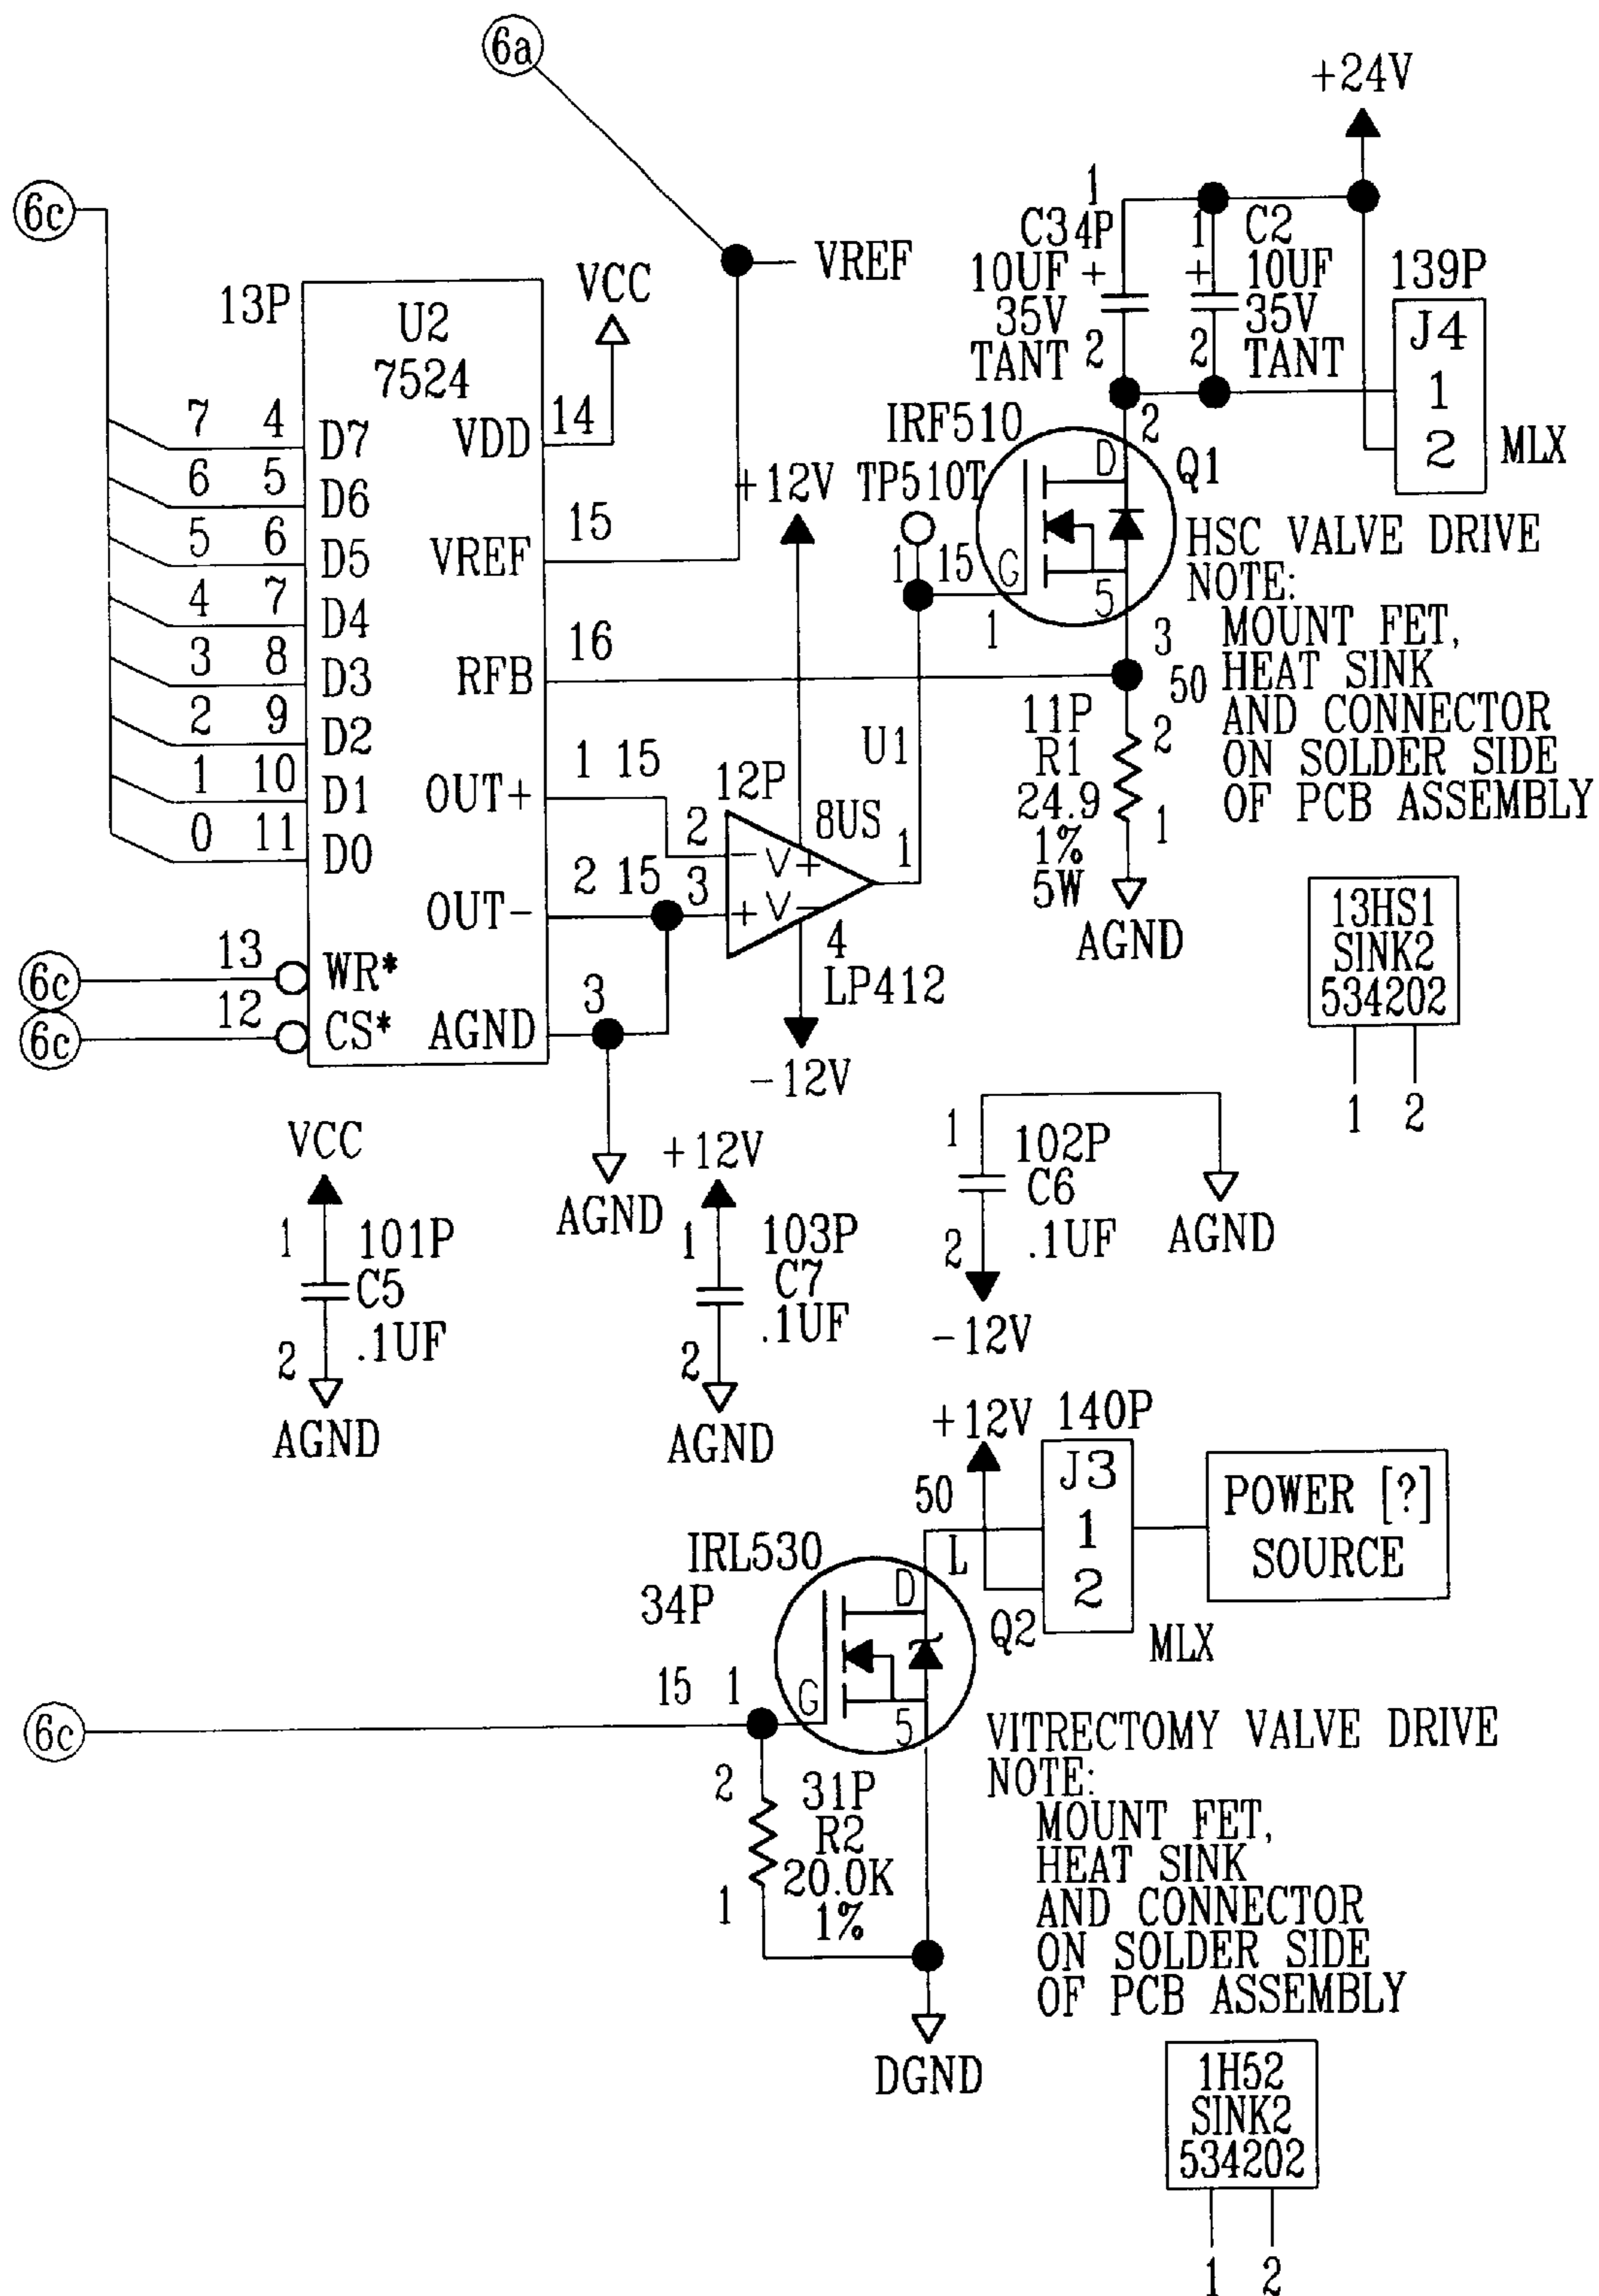 6a
+24V
6c
1
C3 4P
10UF +
35V
TANT 2
1 C2
+ 10UF
35V
2 TANT
139P
J4
1
2
MLX
VREF
VCC
13P
U2
7524
7 4 D7
6 5 D6
5 6 D5
4 7 D4
3 8 D3
2 9 D2
1 10 D1
0 11 D0
6c 13 WR*
6c 12 CS*
VDD 14
VREF 15
RFB 16
OUT+ 1 15
OUT- 2 15
AGND 3
AGND
IRF510
+12V TP510T
1 15
1
G
D
5
2
Q1
3
50
HSC VALVE DRIVE
NOTE:
MOUNT FET,
HEAT SINK
AND CONNECTOR
ON SOLDER SIDE
OF PCB ASSEMBLY
11P
R1
24.9
1%
5W
2
1
AGND
U1
12P
8US
2 - V+
3 + V-
1
4
LP412
-12V
13HS1
SINK2
534202
1 2
VCC
1 101P
C5
.1UF
2
AGND
+12V
1 103P
C7
.1UF
2
AGND
1 102P
C6
.1UF
2
-12V
AGND
+12V 140P
J3
1
2
MLX
POWER [?]
SOURCE
50
L
IRL530
34P
D
G
5
Q2
15 1
6c
2 31P
R2
20.0K
1 1%
DGND
VITRECTOMY VALVE DRIVE
NOTE:
MOUNT FET,
HEAT SINK
AND CONNECTOR
ON SOLDER SIDE
OF PCB ASSEMBLY
1H52
SINK2
534202
1 2